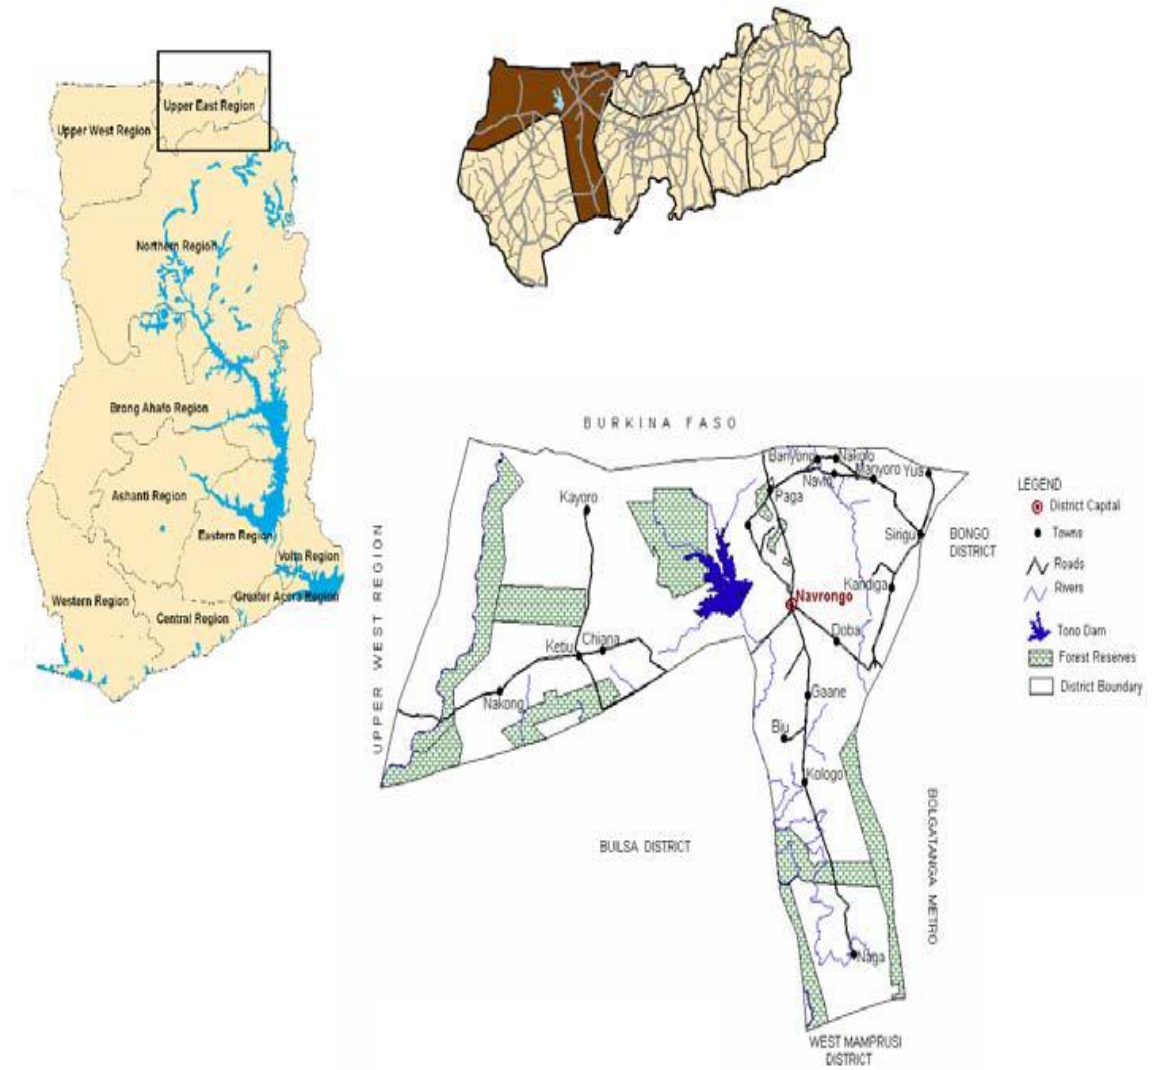 Upper East Region
Upper West Region
Northern Region
Brong Ahafo Region
Ashanti Region
Eastern Region
Volta Region
Western Region
Greater Accra Region
Central Region
BURKINA FASO
UPPER WEST REGION
BONGO
DISTRICT
BUILSA DISTRICT
BOLGATANGA METRO
WEST MAMPRUSI
DISTRICT
Banyono
Nakolo
Navio
Manyoro
Yua
Paga
Kayoro
Sirigu
Kandiga
Navrongo
Doba
Ketiu
Chiana
Nakong
Gaane
Biu
Kologo
Naga
LEGEND
District Capital
Towns
Roads
Rivers
Tono Dam
Forest Reserves
District Boundary